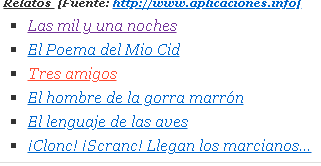 Relatos [Fuente: http://www.aplicaciones.info]
Las mil y una noches
El Poema del Mio Cid
Tres amigos
El hombre de la gorra marrón
El lenguaje de las aves
¡Clonc! ¡Scranc! Llegan los marcianos...